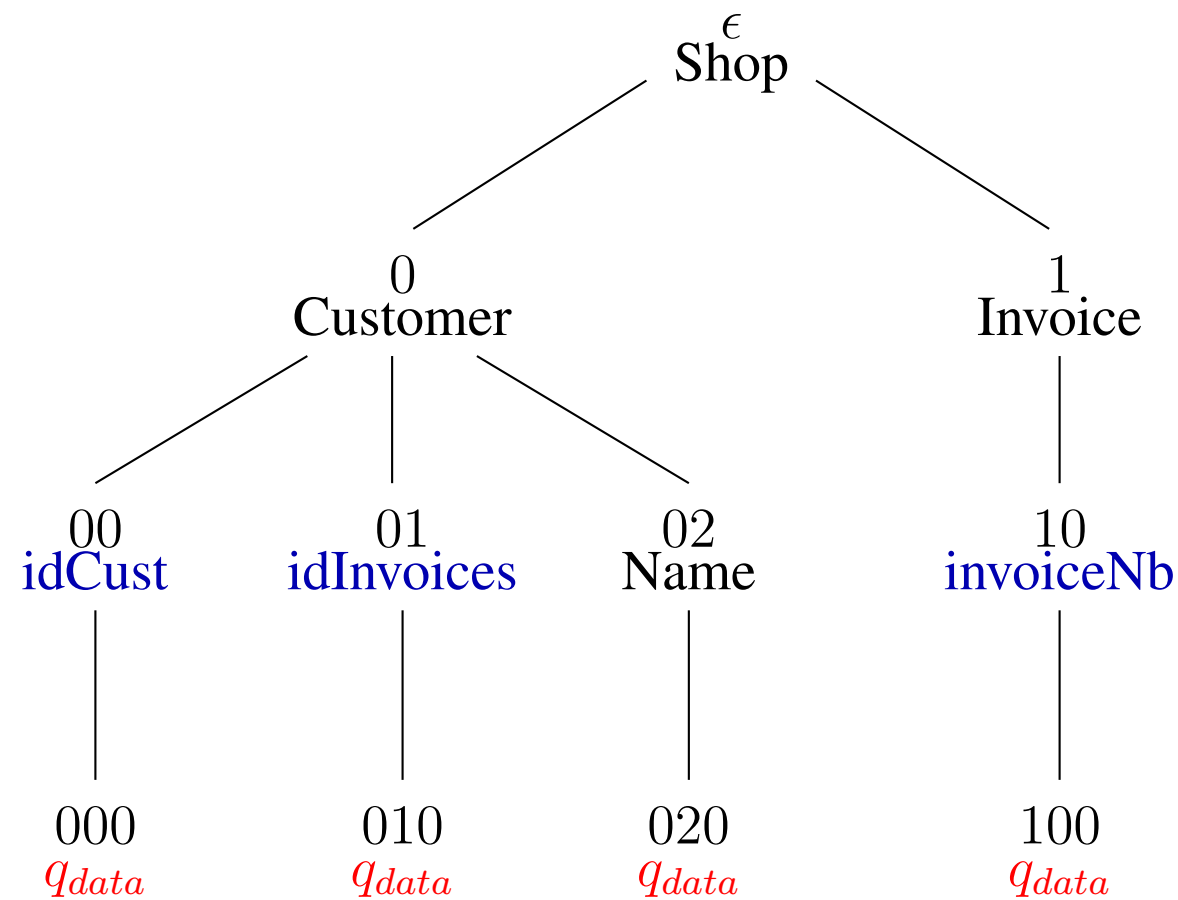 ϵ
Shop
0 1
Customer Invoice
00 01 02 10
idCust idInvoices Name invoiceNb
000 010 020 100
q_data q_data q_data q_data